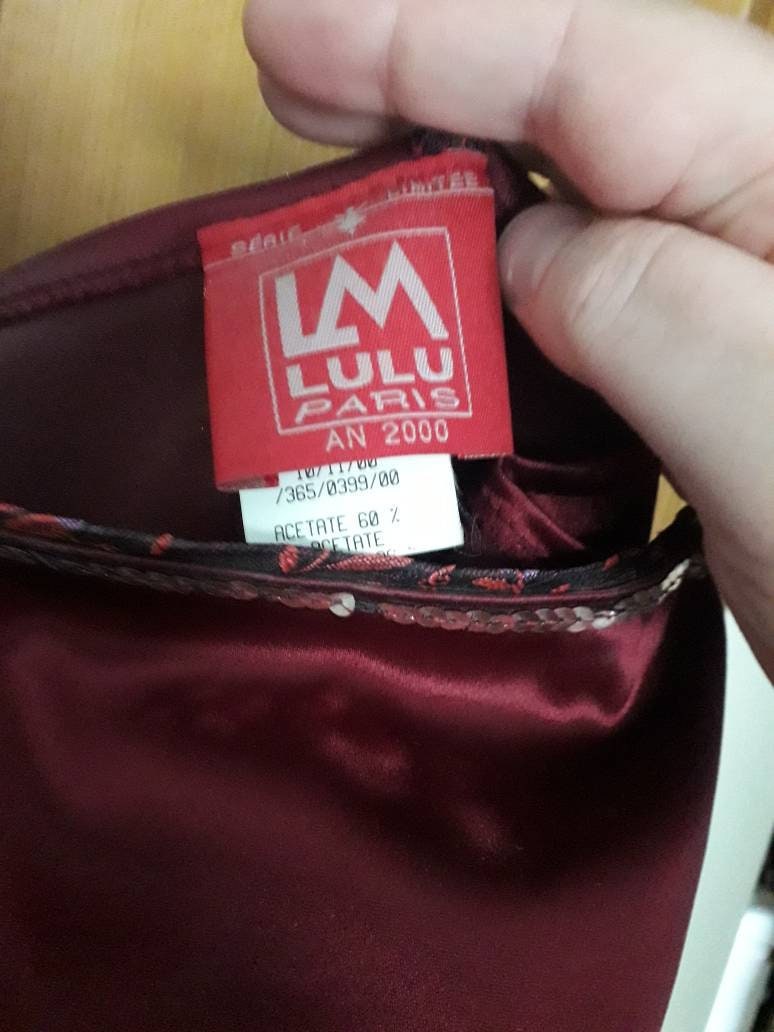 SÉRIE LIMITÉE
LM
LULU
PARIS
AN 2000
10/11/00
/365/0399/00
ACETATE 60 %
ACETATE